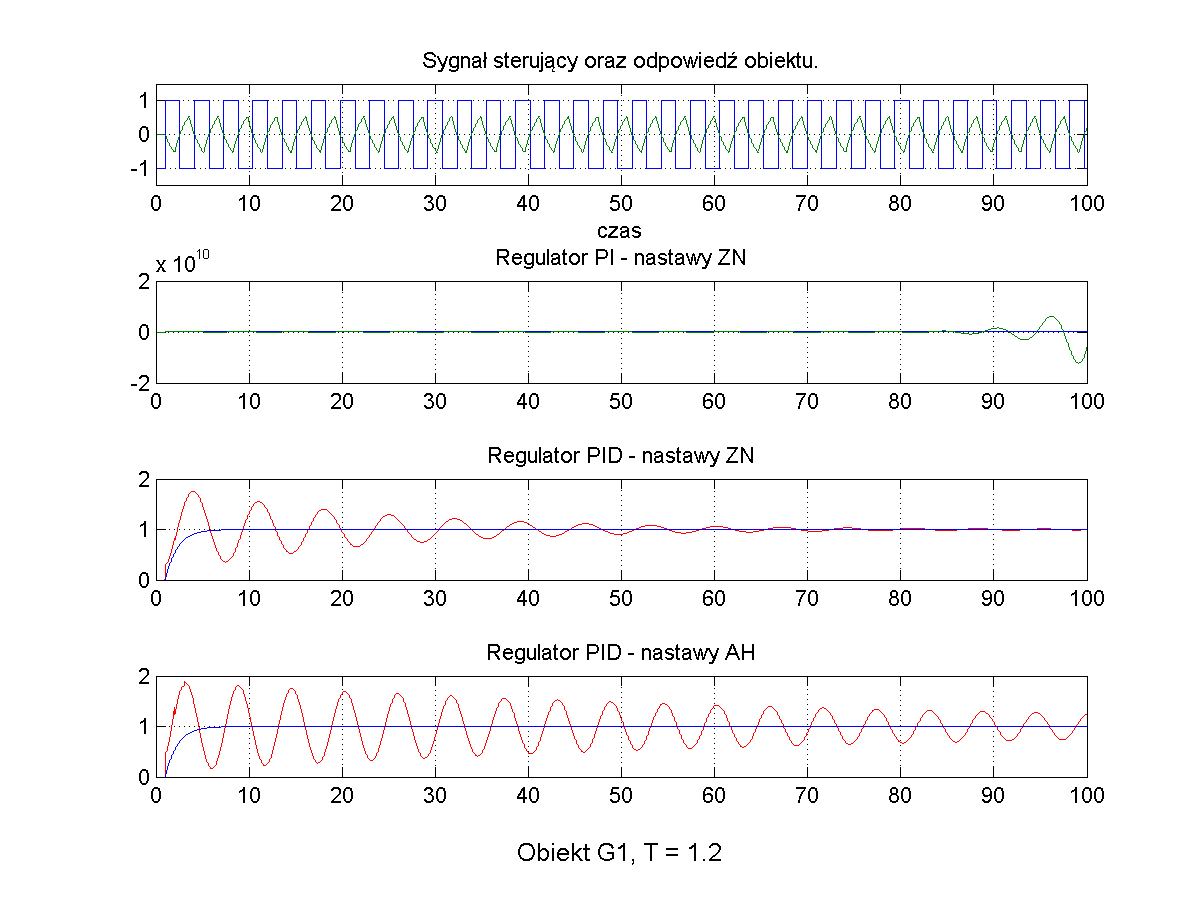 Sygnał sterujący oraz odpowiedź obiektu.
1
0
-1
0 10 20 30 40 50 60 70 80 90 100
czas
Regulator PI - nastawy ZN
x 10^10
2
0
-2
0 10 20 30 40 50 60 70 80 90 100
Regulator PID - nastawy ZN
2
1
0
0 10 20 30 40 50 60 70 80 90 100
Regulator PID - nastawy AH
2
1
0
0 10 20 30 40 50 60 70 80 90 100
Obiekt G1, T = 1.2